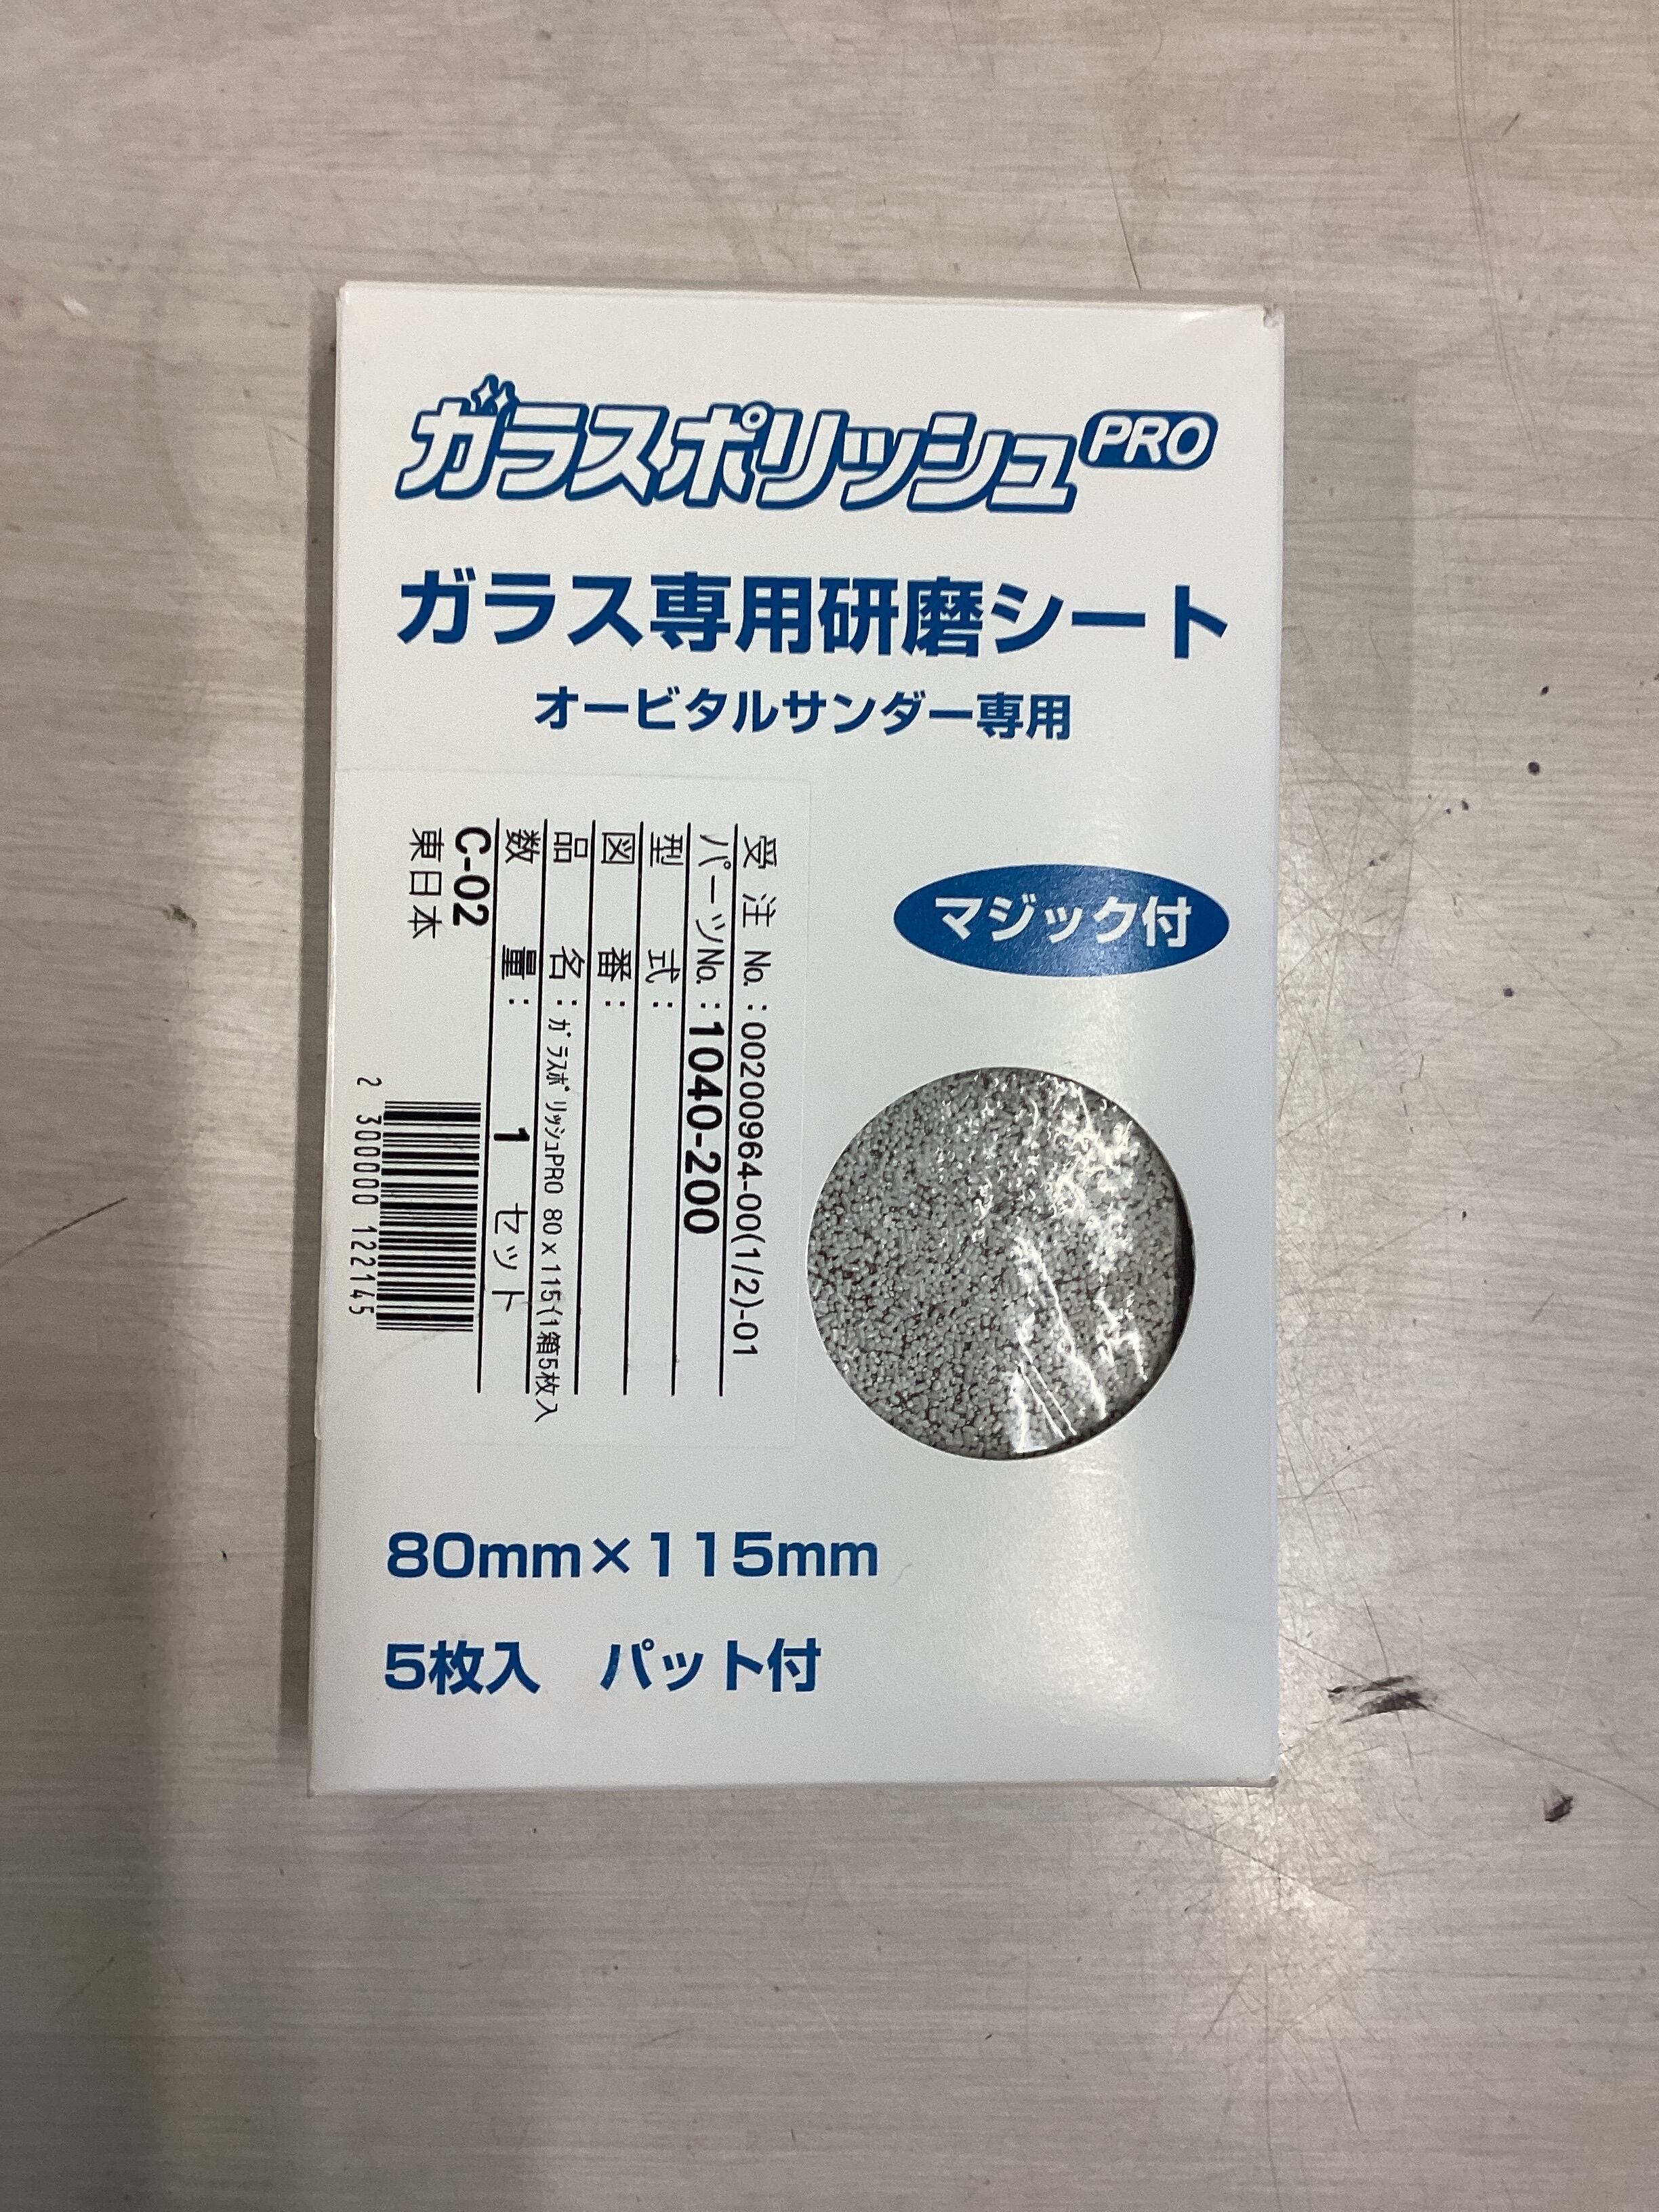 ガラスポリッシュPRO
ガラス専用研磨シート
オービタルサンダー専用
マジック付
受 注 No.:00200964-00(1/2)-01
パーツNo.:1040-200
型 式:
図 番:
品 名:ガラスポリッシュPRO 80x115(1箱5枚入
数 量: 1 セット
C-02
東日本
2 300000 122145
80mm×115mm
5枚入 パット付